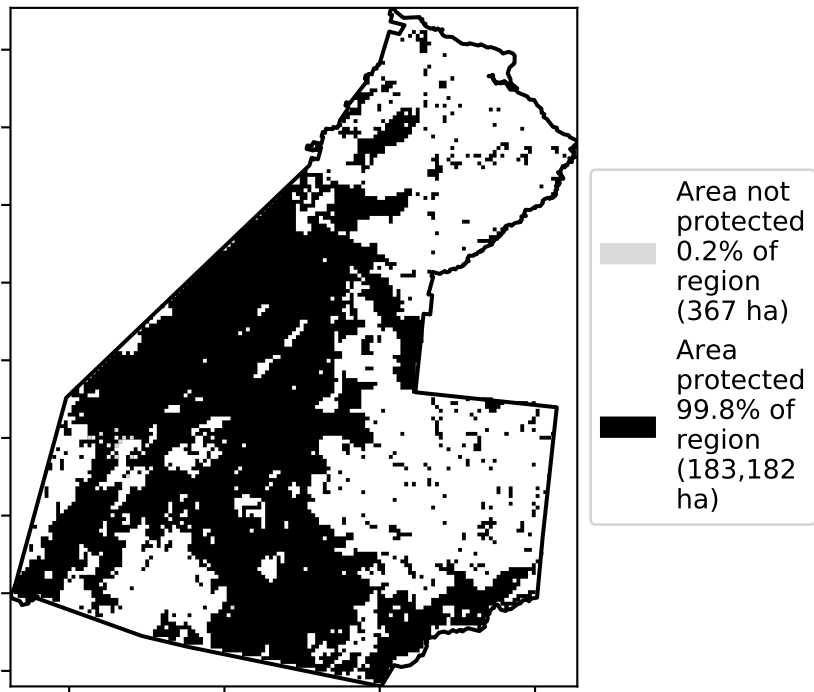 Area not
protected
0.2% of
region
(367 ha)
Area
protected
99.8% of
region
(183,182
ha)